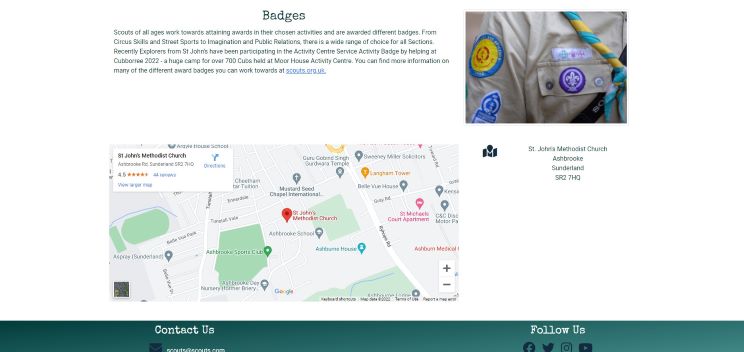 Badges
Scouts of all ages work towards attaining awards in their chosen activities and are awarded different badges. From
Circus Skills and Street Sports to Imagination and Public Relations, there is a wide range of choice for all Sections.
Recently Explorers from St John's have been participating in the Activity Centre Service Activity Badge by helping at
Cubborree 2022 - a huge camp for over 700 Cubs held at Moor House Activity Centre. You can find more information on
many of the different award badges you can work towards at scouts.org.uk.
Argyle House School
St John's Methodist Church
Ashbrooke Rd, Sunderland SR2 7HQ
Directions
4.5
44 reviews
View larger map
Guru Gobind Singh
Gurdwara Temple
Sweeney Miller Solicitors
Langham Tower
Cheetham
Mustard Seed
Chapel International...
Belle Vue House
Gray Rd
Tunstall Vale
St John's
Methodist Church
St Michaels
Court Apartment
C&C Disc
Motor Pa
Ashbrooke School
Belle Vue Park
Aspray (Sunderland)
Ashbrooke Sports Club
Ashburne House
Ashburn Medical
Ashbrooke Day
Nursery (former Briery...
Google
Keyboard shortcuts
Map data ©2022
Terms of Use
Report a map error
St. John's Methodist Church
Ashbrooke
Sunderland
SR2 7HQ
Contact Us
scouts@scouts.com
Follow Us